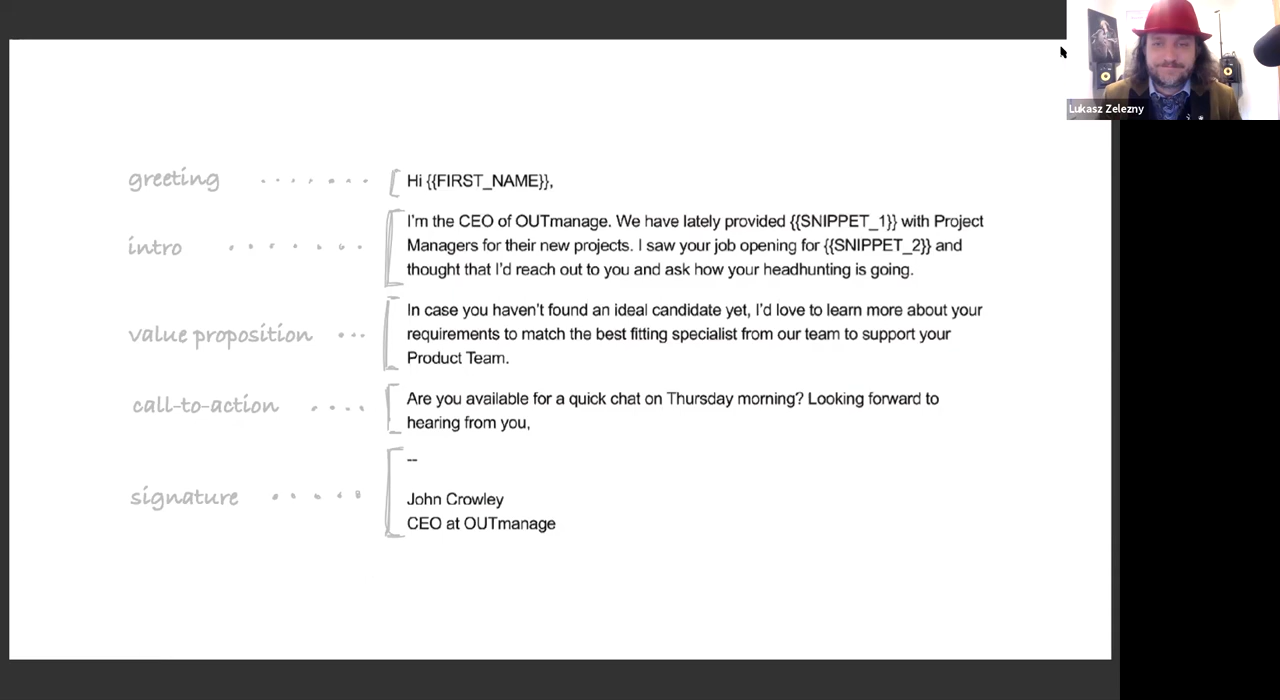 Lukasz Zelezny
greeting
Hi {{FIRST_NAME}},
intro
I'm the CEO of OUTmanage. We have lately provided {{SNIPPET_1}} with Project
Managers for their new projects. I saw your job opening for {{SNIPPET_2}} and
thought that I'd reach out to you and ask how your headhunting is going.
value proposition
In case you haven't found an ideal candidate yet, I'd love to learn more about your
requirements to match the best fitting specialist from our team to support your
Product Team.
call-to-action
Are you available for a quick chat on Thursday morning? Looking forward to
hearing from you,
signature
--
John Crowley
CEO at OUTmanage